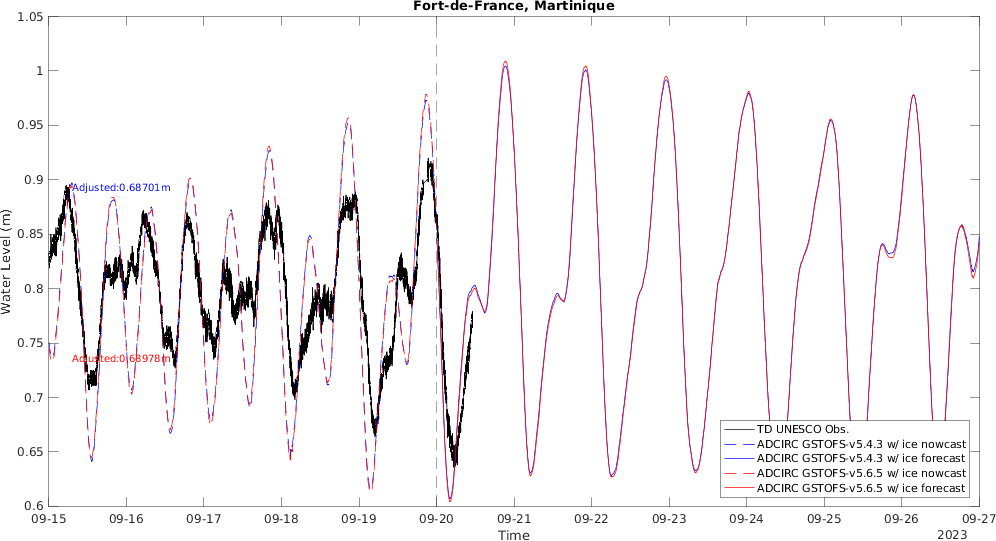 Fort-de-France, Martinique
1.05
1
0.95
0.9
0.85
0.8
0.75
0.7
0.65
0.6
Water Level (m)
Adjusted:0.68701m
Adjusted:0.68978m
TD UNESCO Obs.
ADCIRC GSTOFS-v5.4.3 w/ ice nowcast
ADCIRC GSTOFS-v5.4.3 w/ ice forecast
ADCIRC GSTOFS-v5.6.5 w/ ice nowcast
ADCIRC GSTOFS-v5.6.5 w/ ice forecast
09-15 09-16 09-17 09-18 09-19 09-20 09-21 09-22 09-23 09-24 09-25 09-26 09-27
Time
2023